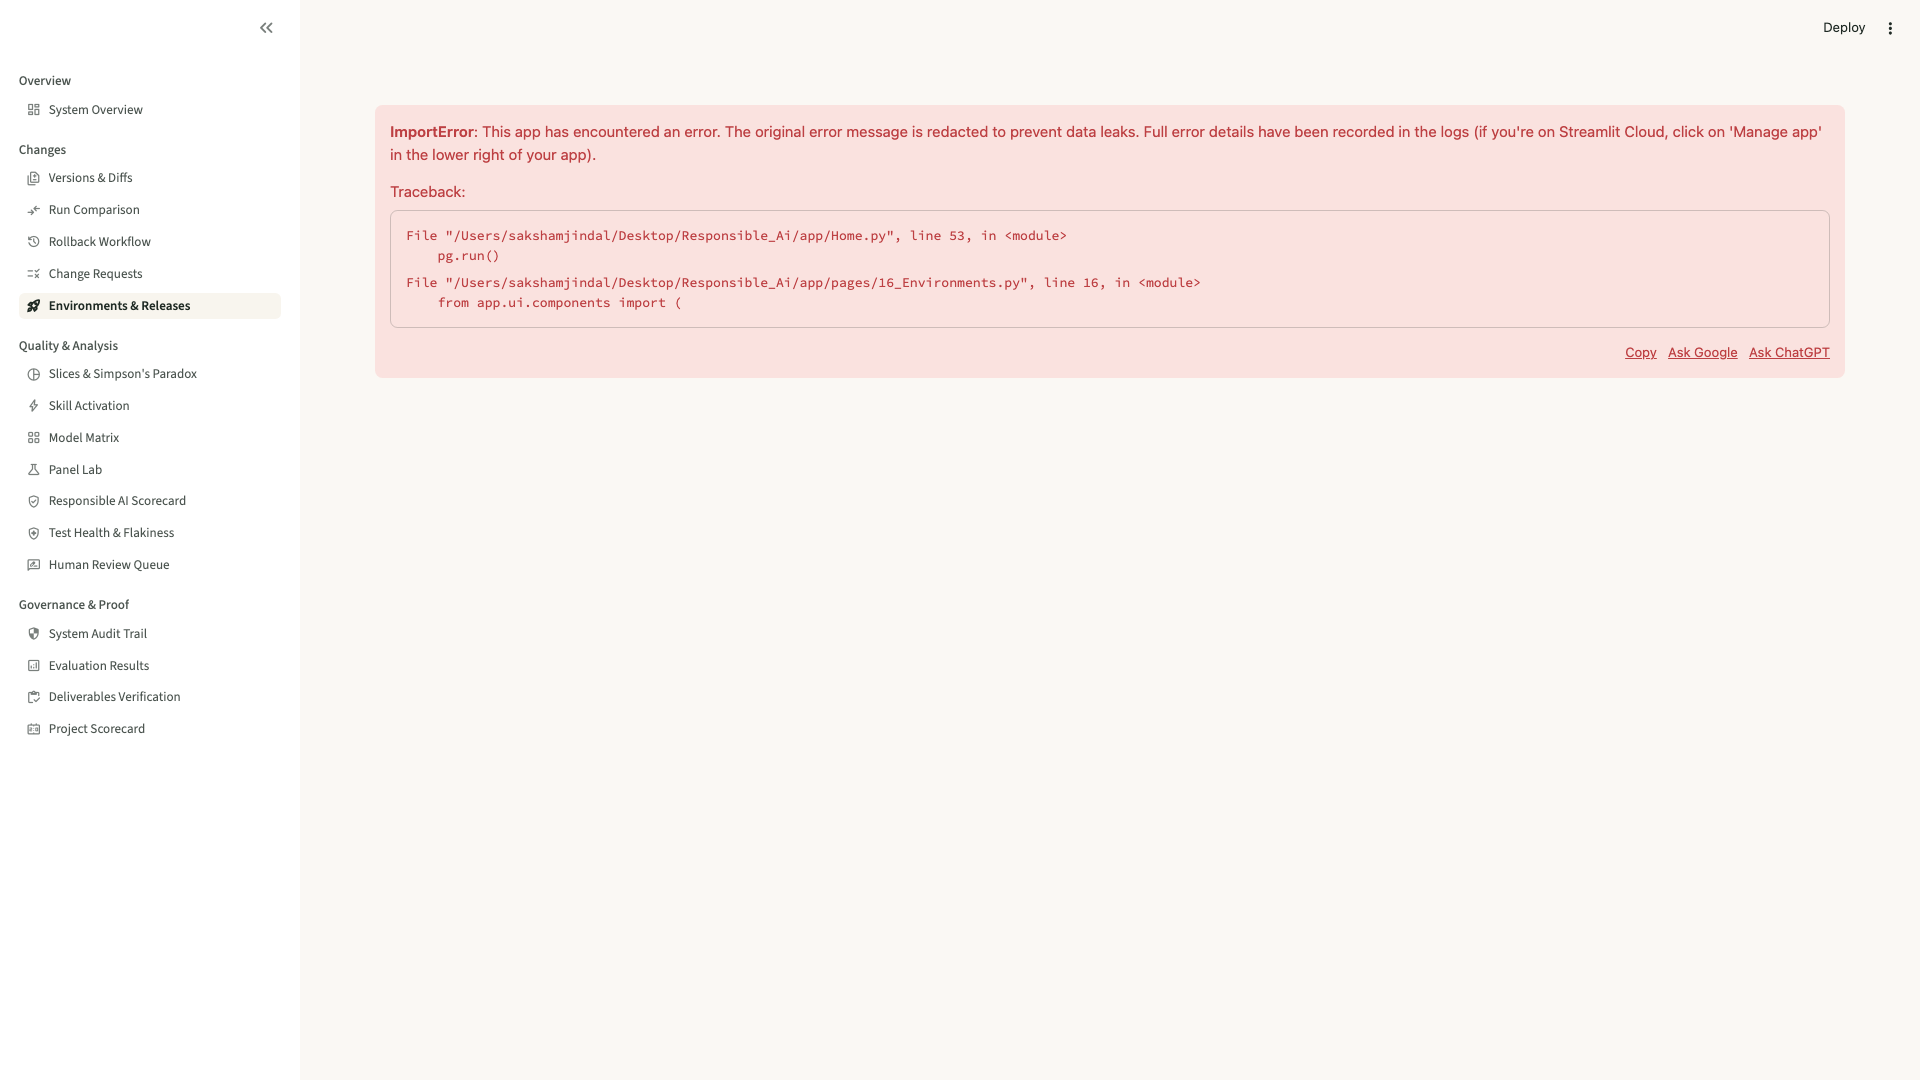 Deploy
Overview
System Overview
Changes
Versions & Diffs
Run Comparison
Rollback Workflow
Change Requests
Environments & Releases
Quality & Analysis
Slices & Simpson's Paradox
Skill Activation
Model Matrix
Panel Lab
Responsible AI Scorecard
Test Health & Flakiness
Human Review Queue
Governance & Proof
System Audit Trail
Evaluation Results
Deliverables Verification
Project Scorecard
ImportError: This app has encountered an error. The original error message is redacted to prevent data leaks. Full error details have been recorded in the logs (if you're on Streamlit Cloud, click on 'Manage app'
in the lower right of your app).
Traceback:
File "/Users/sakshamjindal/Desktop/Responsible_Ai/app/Home.py", line 53, in <module>
    pg.run()
File "/Users/sakshamjindal/Desktop/Responsible_Ai/app/pages/16_Environments.py", line 16, in <module>
    from app.ui.components import (
Copy Ask Google Ask ChatGPT